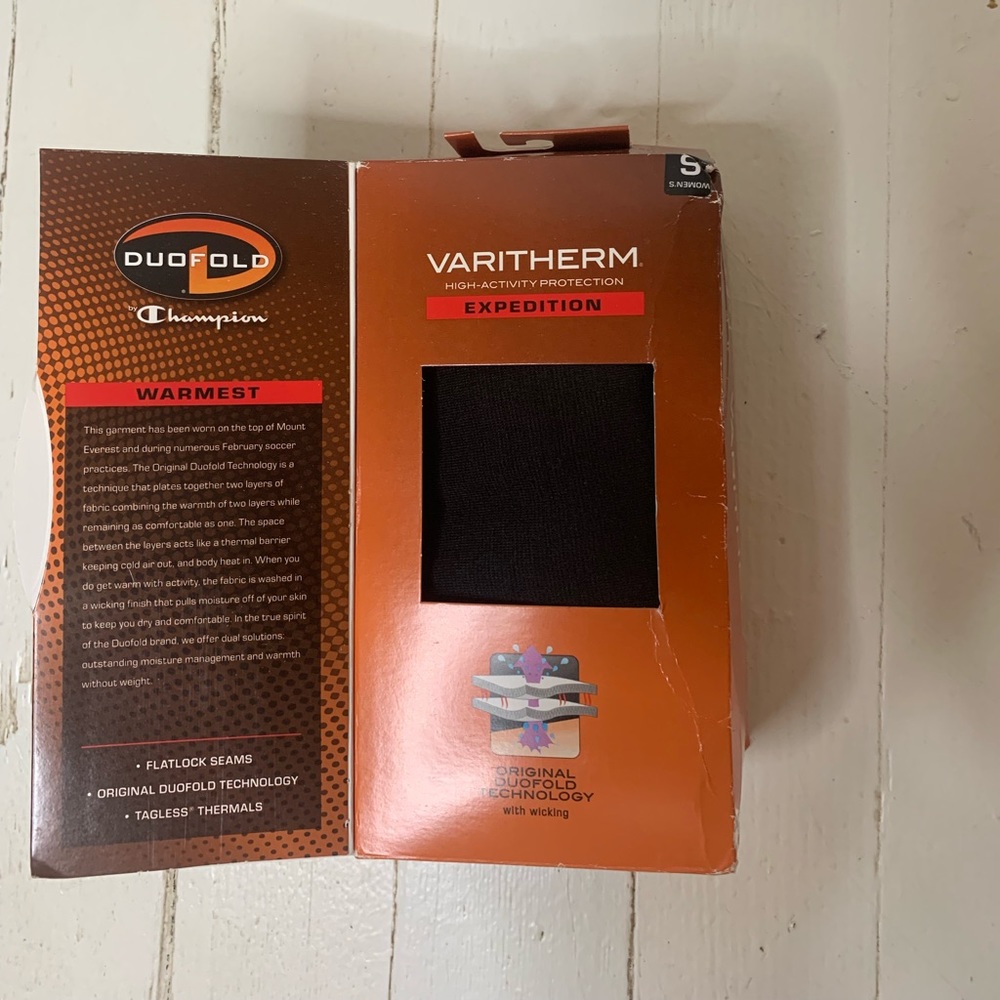 DUOFOLD
by Champion
WARMEST
This garment has been worn on the top of Mount
Everest and during numerous February soccer
practices. The Original Duofold Technology is a
technique that plates together two layers of
fabric combining the warmth of two layers while
remaining as comfortable as one. The space
between the layers acts like a thermal barrier
keeping cold air out, and body heat in. When you
do get warm with activity, the fabric is washed in
a wicking finish that pulls moisture off of your skin
to keep you dry and comfortable. In the true spirit
of the Duofold brand, we offer dual solutions:
outstanding moisture management and warmth
without weight.
• FLATLOCK SEAMS
• ORIGINAL DUOFOLD TECHNOLOGY
• TAGLESS® THERMALS
WOMEN'S
S
VARITHERM®
HIGH-ACTIVITY PROTECTION
EXPEDITION
ORIGINAL
DUOFOLD
TECHNOLOGY
with wicking